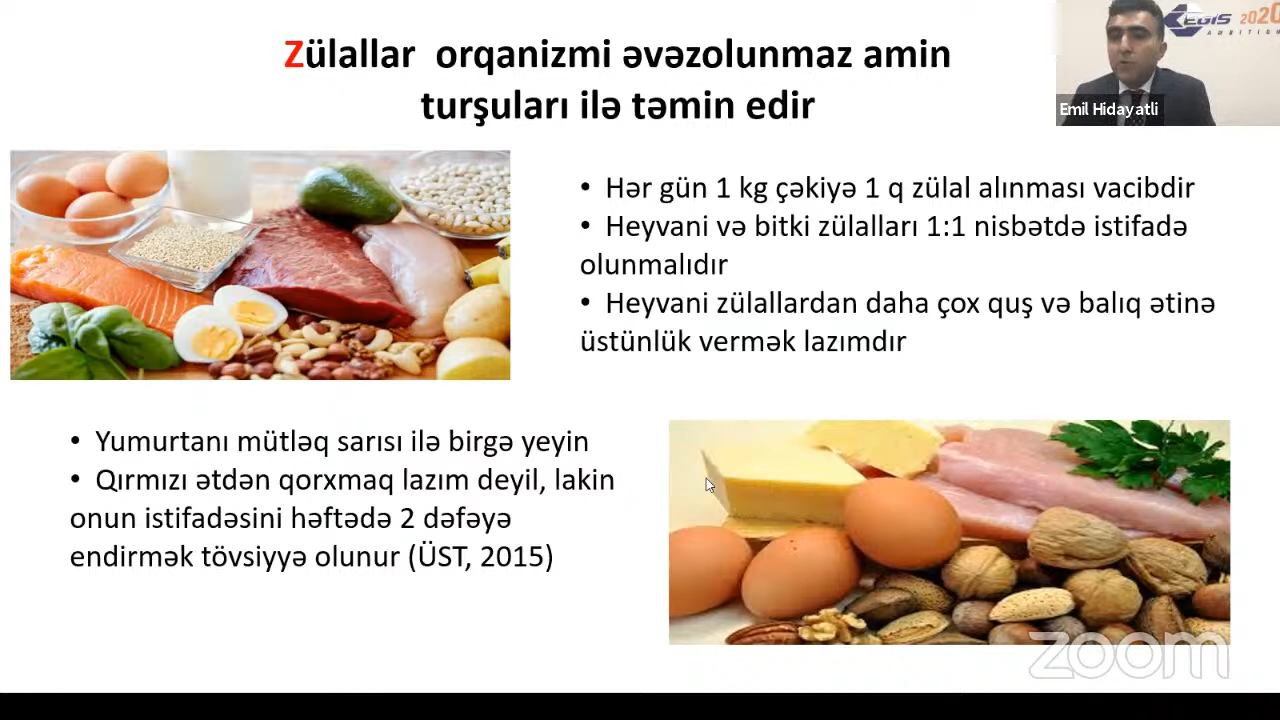 Zülallar orqanizmi əvəzolunmaz amin
turşuları ilə təmin edir
EGIS 2020
AMBITION
Emil Hidayatli
• Hər gün 1 kg çəkiyə 1 q zülal alınması vacibdir
• Heyvani və bitki zülalları 1:1 nisbətdə istifadə
olunmalıdır
• Heyvani zülallardan daha çox quş və balıq ətinə
üstünlük vermək lazımdır
• Yumurtanı mütləq sarısı ilə birgə yeyin
• Qırmızı ətdən qorxmaq lazım deyil, lakin
onun istifadəsini həftədə 2 dəfəyə
endirmək tövsiyyə olunur (ÜST, 2015)
zoom